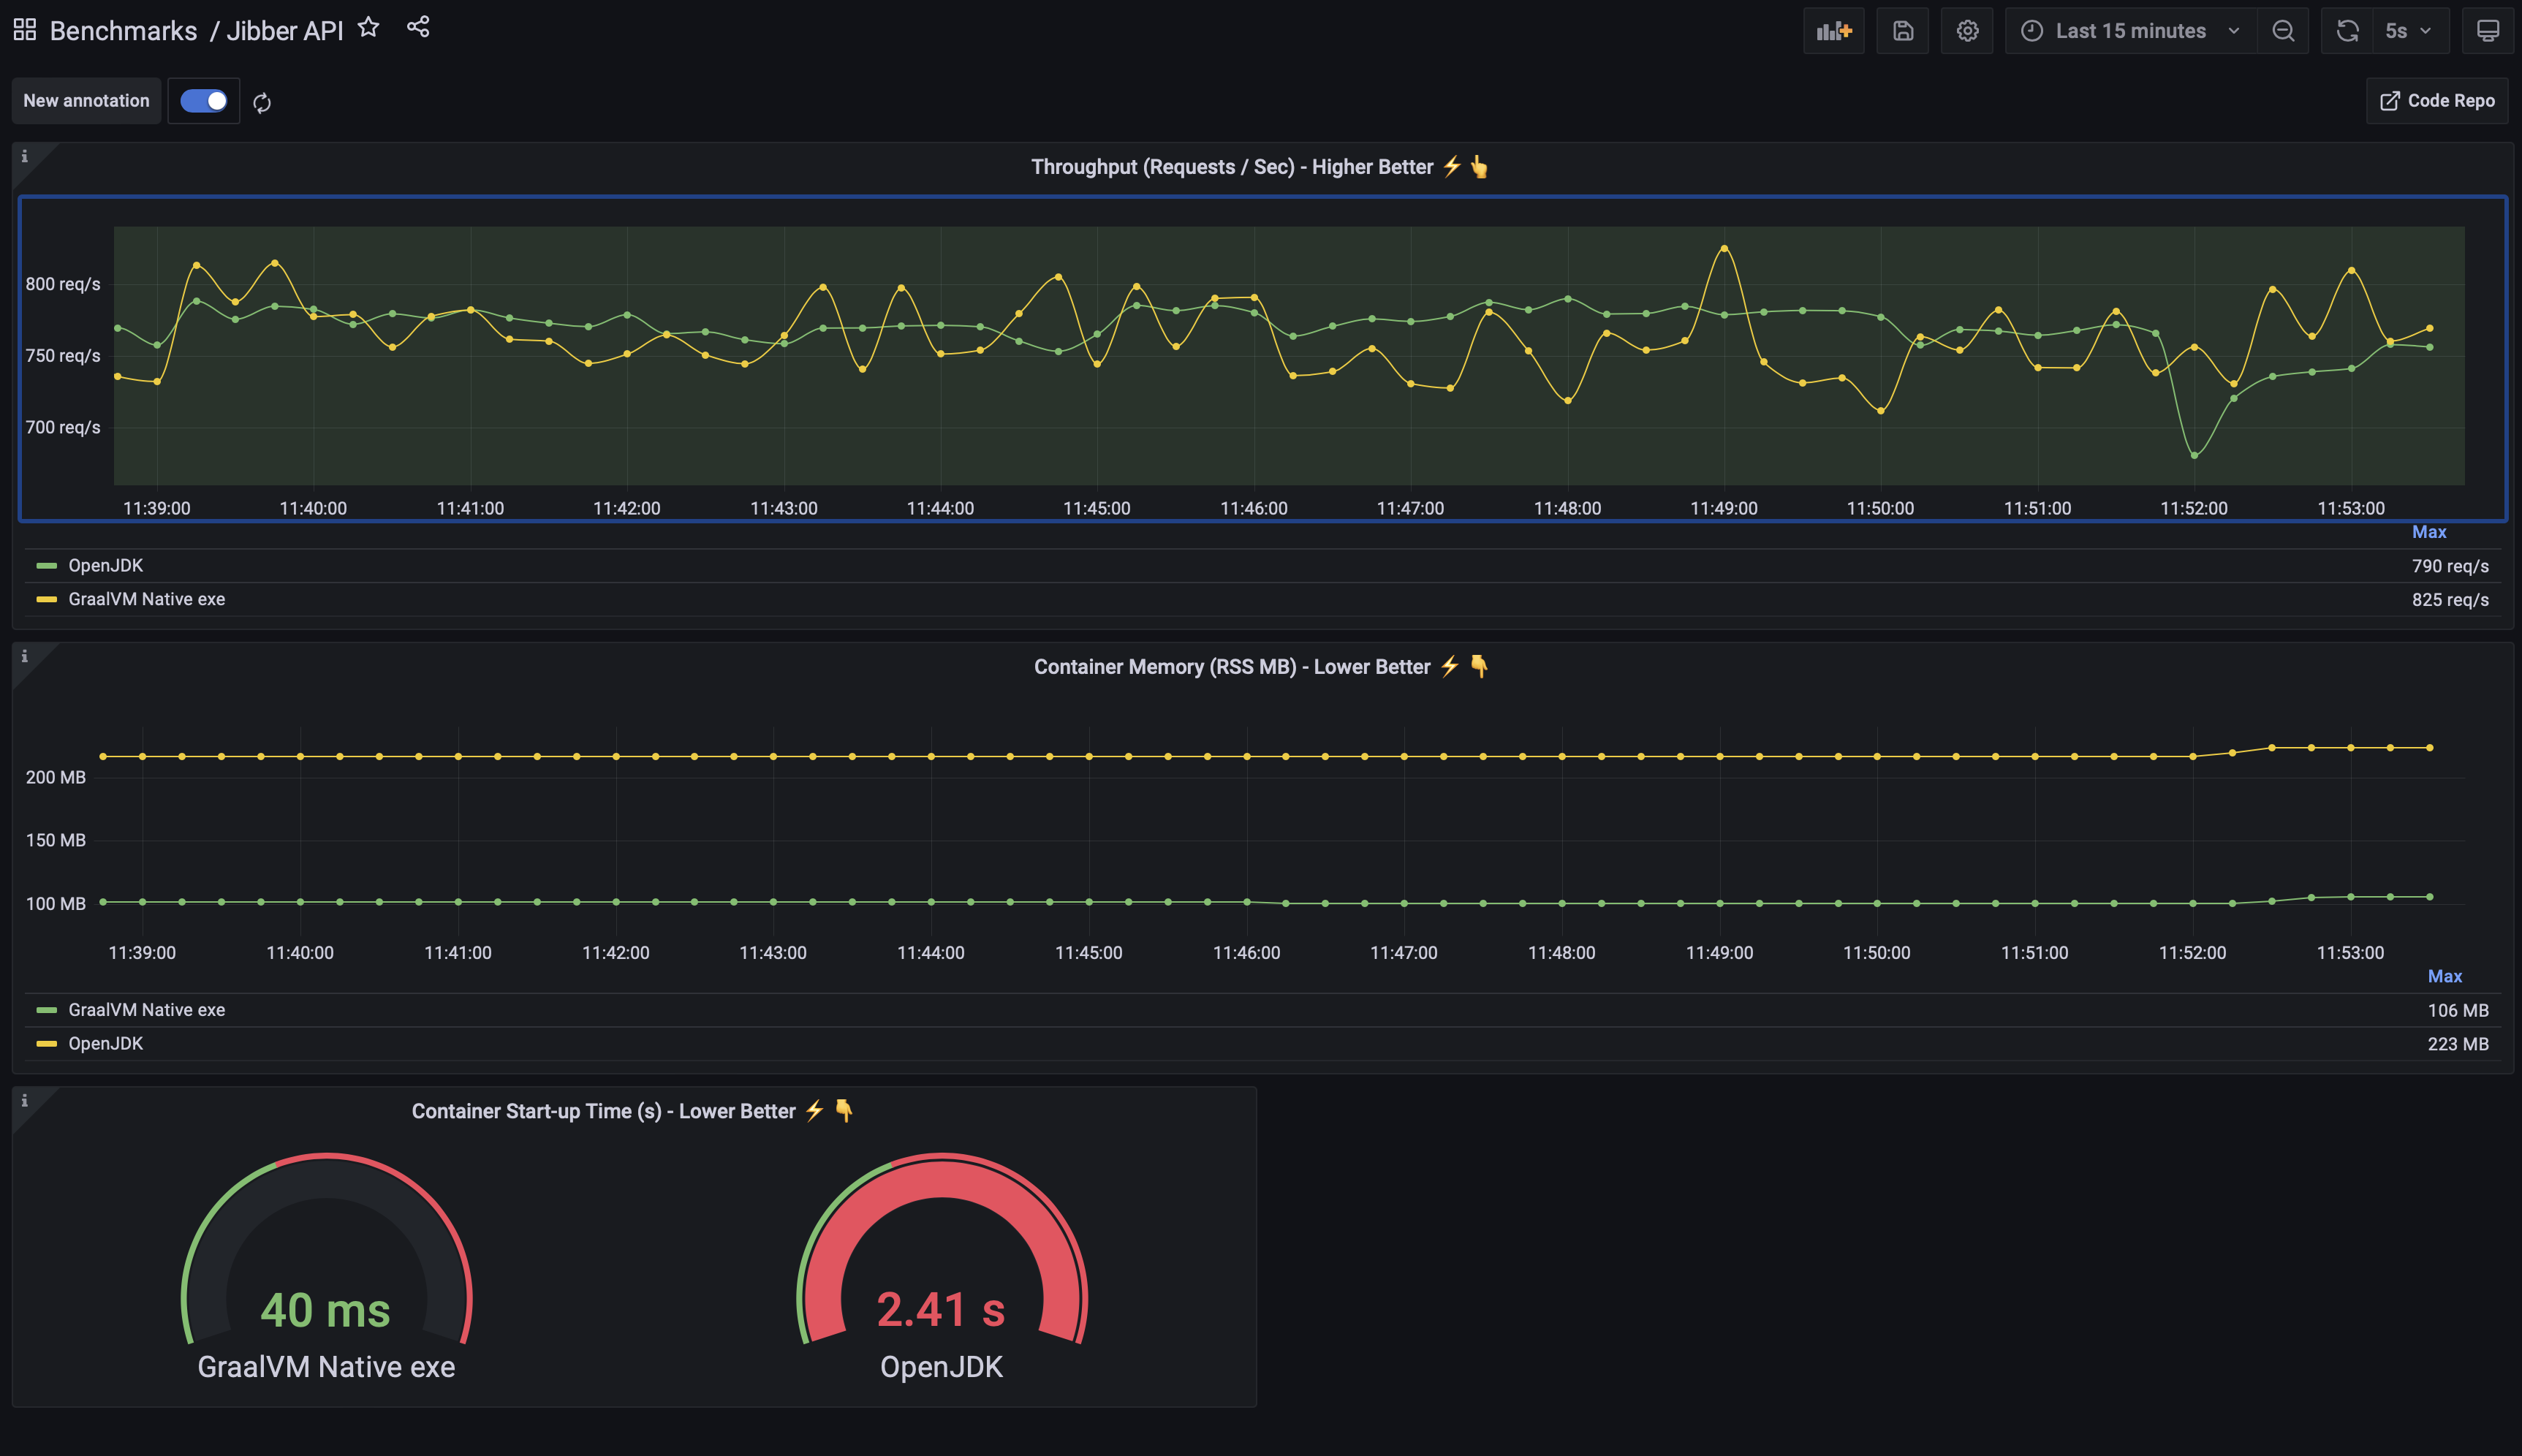 Benchmarks / Jibber API
Last 15 minutes
5s
New annotation
Code Repo
Throughput (Requests / Sec) - Higher Better ⚡👆
800 req/s
750 req/s
700 req/s
11:39:00 11:40:00 11:41:00 11:42:00 11:43:00 11:44:00 11:45:00 11:46:00 11:47:00 11:48:00 11:49:00 11:50:00 11:51:00 11:52:00 11:53:00
Max
OpenJDK 790 req/s
GraalVM Native exe 825 req/s
Container Memory (RSS MB) - Lower Better ⚡👇
200 MB
150 MB
100 MB
11:39:00 11:40:00 11:41:00 11:42:00 11:43:00 11:44:00 11:45:00 11:46:00 11:47:00 11:48:00 11:49:00 11:50:00 11:51:00 11:52:00 11:53:00
Max
GraalVM Native exe 106 MB
OpenJDK 223 MB
Container Start-up Time (s) - Lower Better ⚡👇
40 ms 2.41 s
GraalVM Native exe OpenJDK